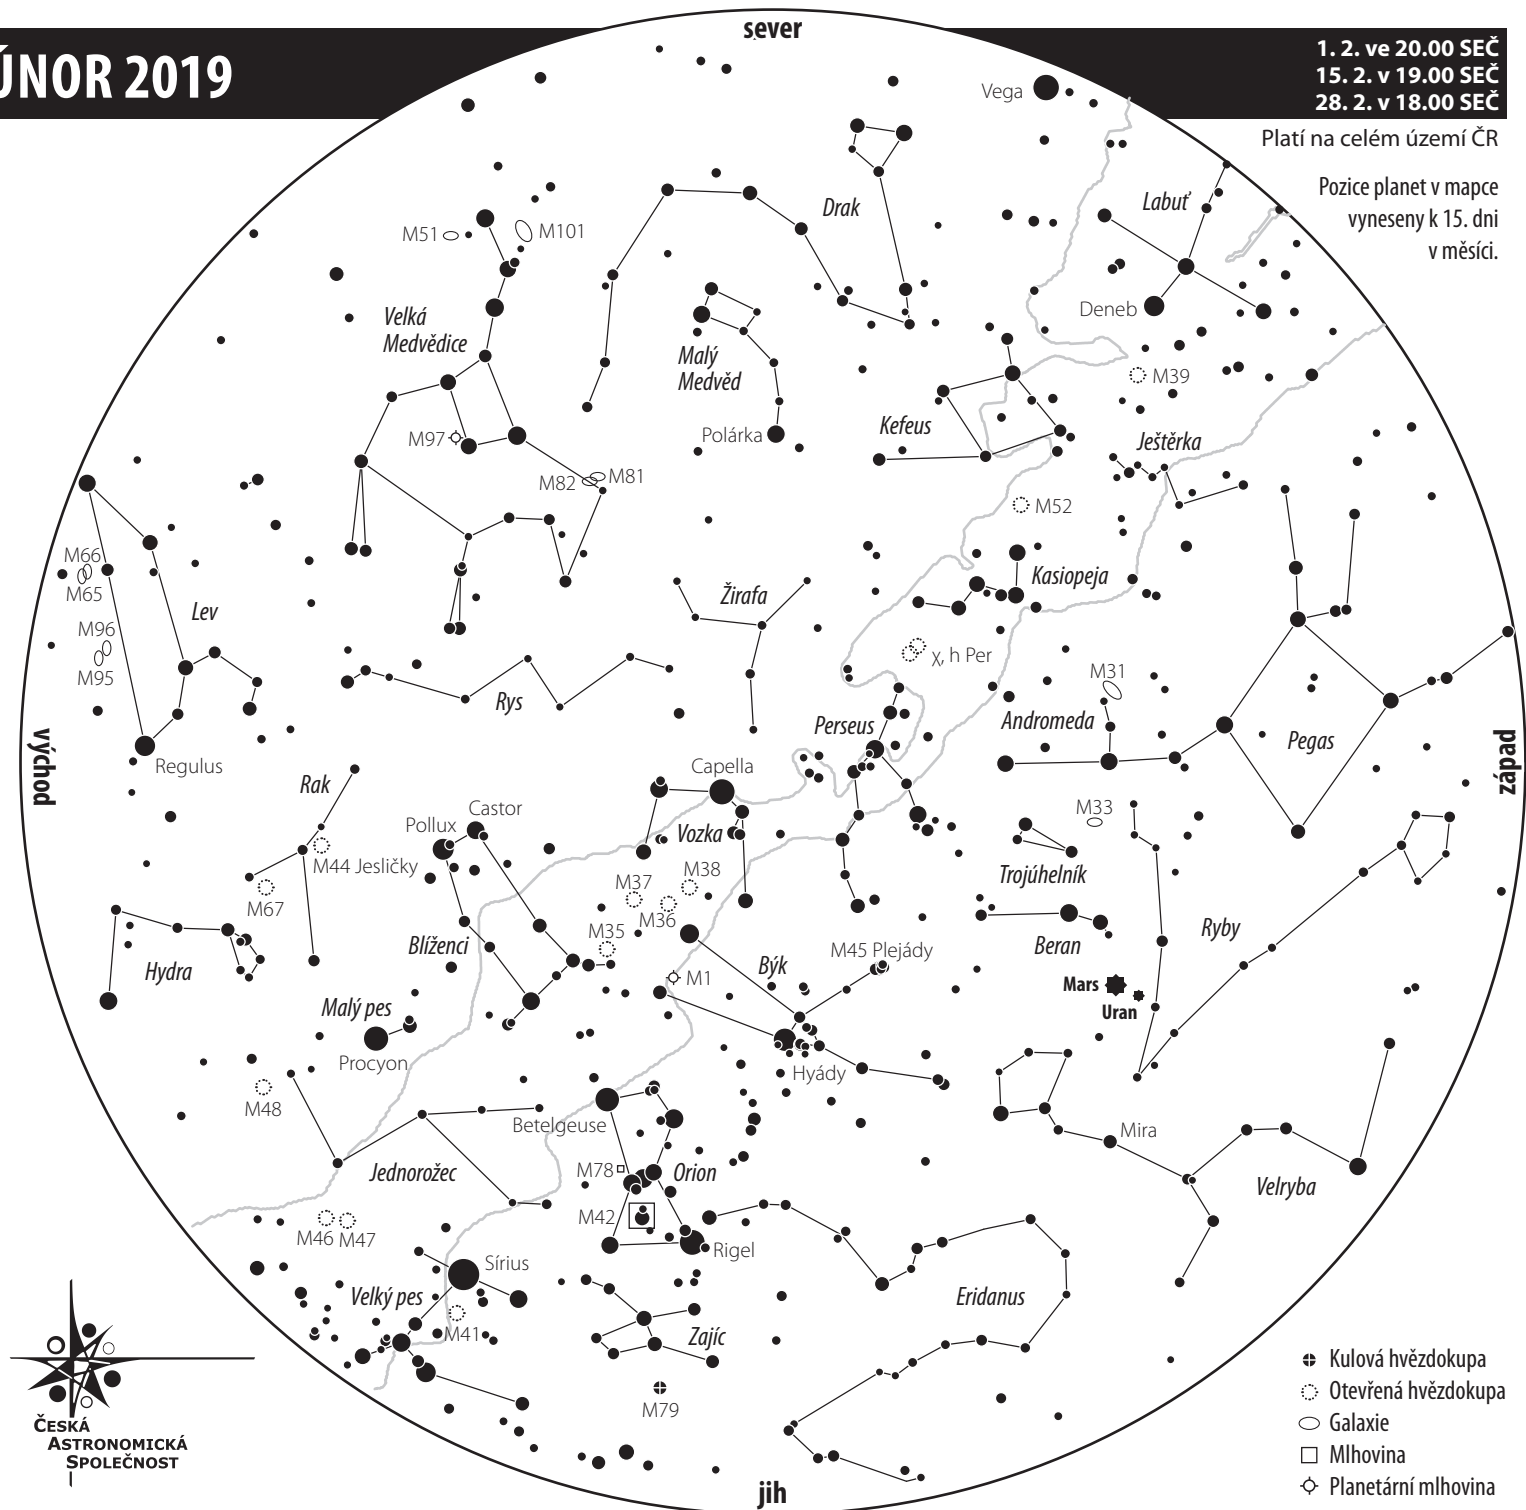 sever
ÚNOR 2019
1. 2. ve 20.00 SEČ
15. 2. v 19.00 SEČ
28. 2. v 18.00 SEČ
Platí na celém území ČR
Pozice planet v mapce
vyneseny k 15. dni
v měsíci.
Vega
Drak
Labuť
M51
M101
Deneb
Velká
Medvědice
Malý
Medvěd
M39
M97
Polárka
Kefeus
Ještěrka
M82
M81
M52
M66
M65
Lev
Žirafa
Kasiopeja
M96
M95
χ, h Per
M31
Rys
Perseus
Andromeda
Pegas
východ
západ
Regulus
Rak
Capella
Castor
Pollux
Vozka
M33
M44 Jesličky
Trojúhelník
M67
M37
M38
M36
M35
Blíženci
Hydra
Býk
M45 Plejády
Beran
Ryby
M1
Mars
Uran
Malý pes
Procyon
Hyády
M48
Betelgeuse
Mira
Jednorožec
M78
Orion
Velryba
M42
M46
M47
Rigel
Sírius
Velký pes
M41
Eridanus
Zajíc
M79
ČESKÁ
ASTRONOMICKÁ
SPOLEČNOST
Kulová hvězdokupa
Otevřená hvězdokupa
Galaxie
Mlhovina
Planetární mlhovina
jih